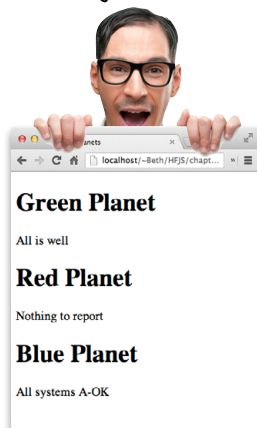 anets
localhost/~Beth/HFJS/chapt...
Green Planet
All is well
Red Planet
Nothing to report
Blue Planet
All systems A-OK